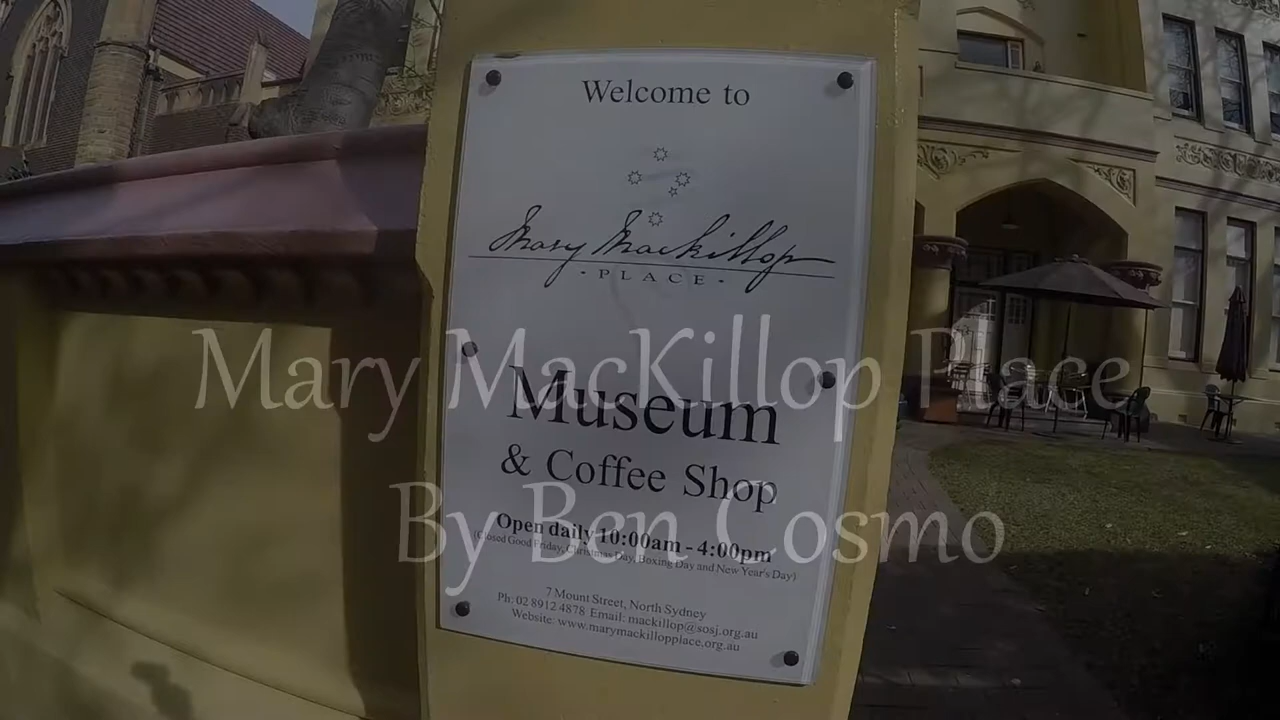 Welcome to
Mary MacKillop
· PLACE ·
Mary MacKillop Place
Museum
& Coffee Shop
By Ben Cosmo
Open daily 10:00am - 4:00pm
(Closed Good Friday, Christmas Day, Boxing Day and New Year's Day)
7 Mount Street, North Sydney
Ph: 02 8912 4878 Email: mackillop@sosj.org.au
Website: www.marymackillopplace.org.au